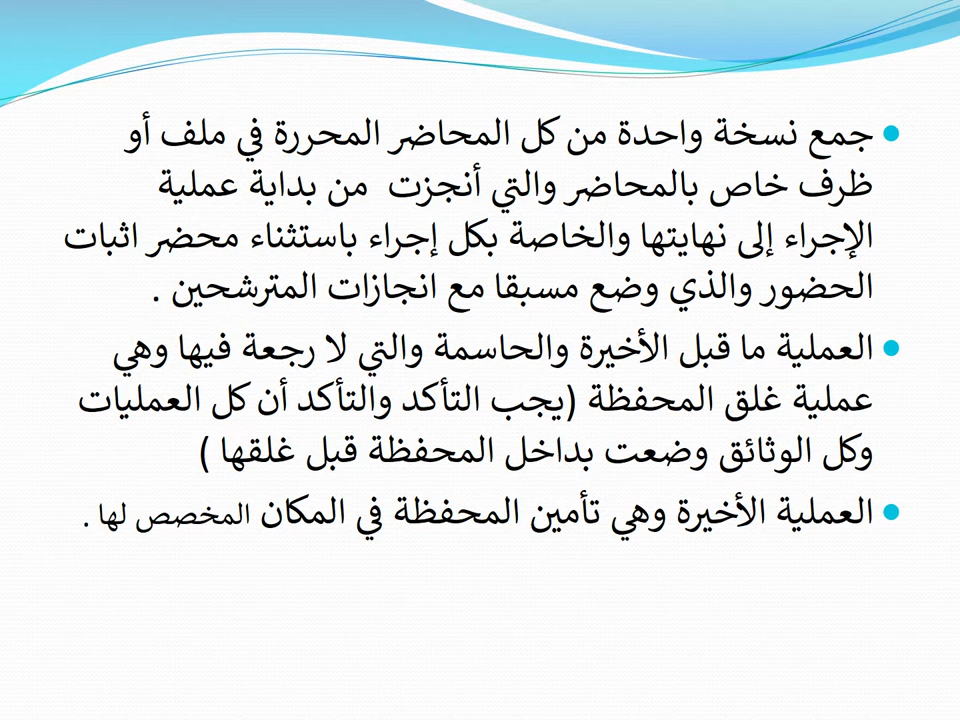 • جمع نسخة واحدة من كل المحاضر المحررة في ملف أو
ظرف خاص بالمحاضر والتي أنجزت من بداية عملية
الإجراء إلى نهايتها والخاصة بكل إجراء باستثناء محضر اثبات
الحضور والذي وضع مسبقا مع انجازات المترشحين .
• العملية ما قبل الأخيرة والحاسمة والتي لا رجعة فيها وهي
عملية غلق المحفظة (يجب التأكد والتأكد أن كل العمليات
وكل الوثائق وضعت بداخل المحفظة قبل غلقها )
• العملية الأخيرة وهي تأمين المحفظة في المكان المخصص لها .